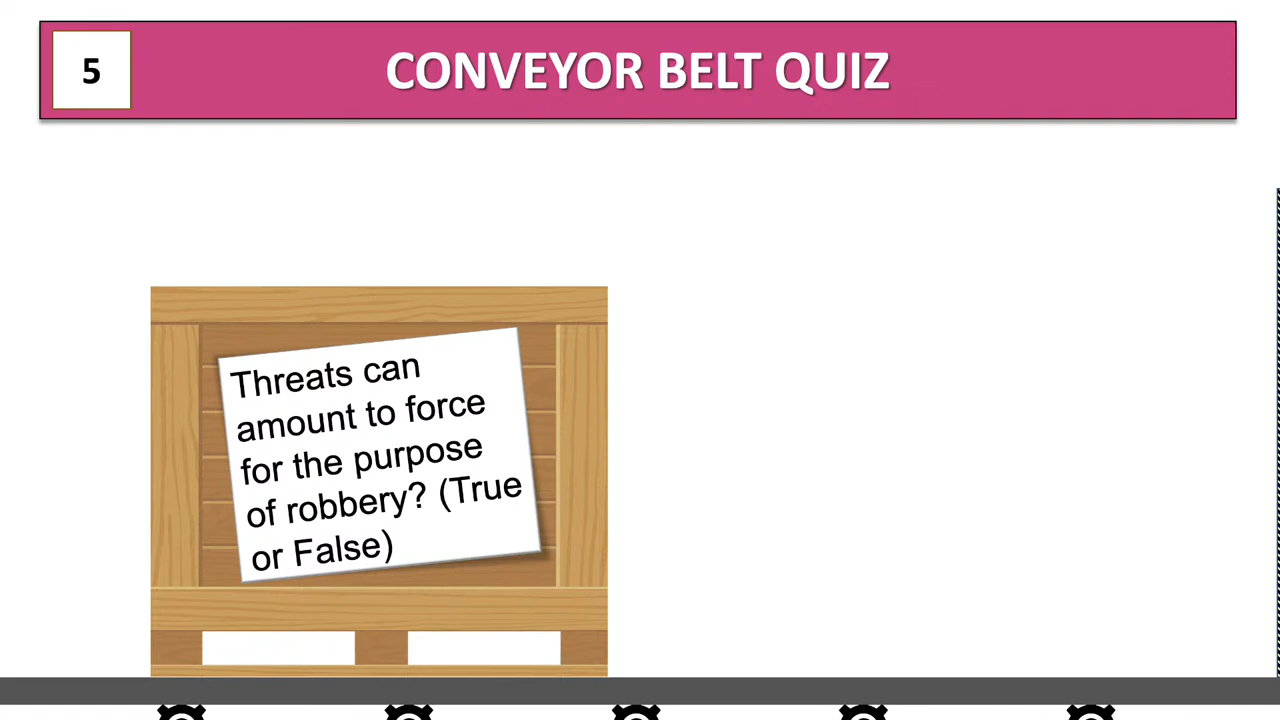 5
CONVEYOR BELT QUIZ
Threats can
amount to force
for the purpose
of robbery? (True
or False)